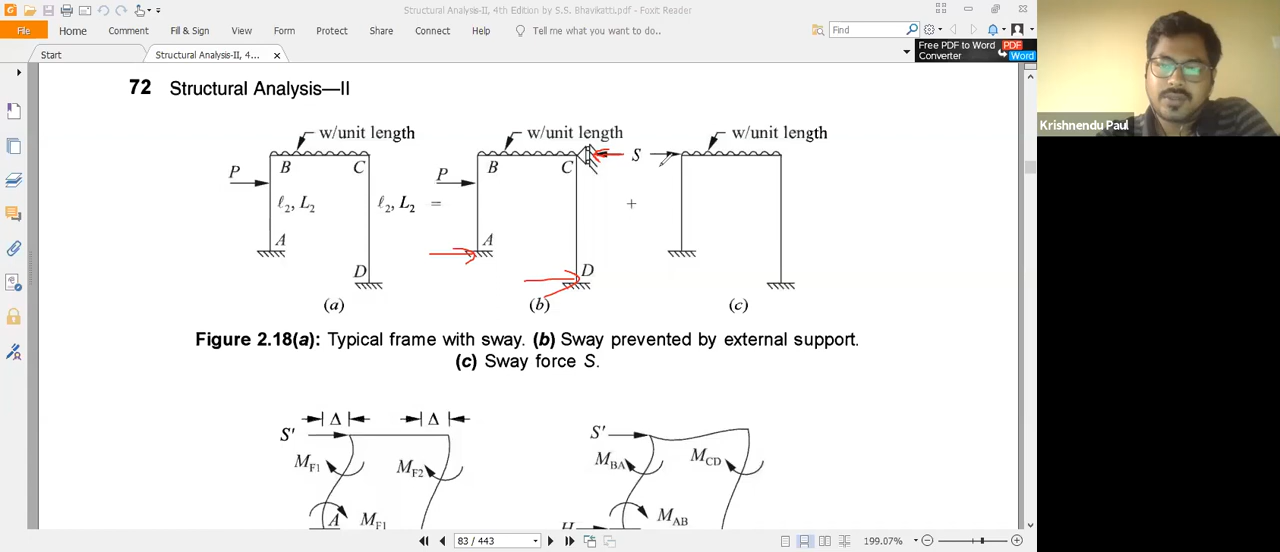 Structural Analysis-II, 4th Edition by S.S. Bhavikatti.pdf - Foxit Reader
File Home Comment Fill & Sign View Form Protect Share Connect Help Tell me what you want to do.. Find
Start Structural Analysis-II, 4... Free PDF to Word Converter PDF Word
72 Structural Analysis—II
w/unit length w/unit length w/unit length
P B C P B C S
ℓ2, L2 ℓ2, L2 = +
A A
D D
(a) (b) (c)
Figure 2.18(a): Typical frame with sway. (b) Sway prevented by external support.
(c) Sway force S.
Δ Δ
S' S'
MF1 MF2 MBA MCD
A MF1 MAB
H
83 / 443 199.07%
Krishnendu Paul